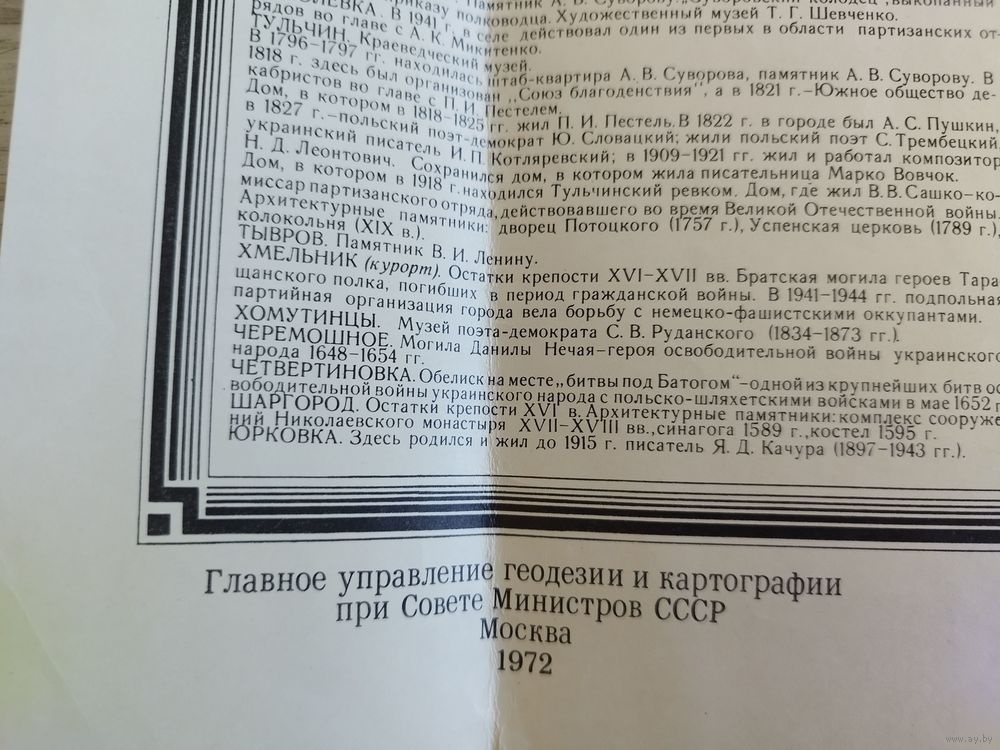 приказу полководца. Художественный музей Т. Г. Шевченко.
В 1941 г. в селе действовал один из первых в области партизанских от-
рядов во главе с А. К. Микитенко.
ТУЛЬЧИН. Краеведческий музей.
В 1796–1797 гг. находилась штаб-квартира А. В. Суворова, памятник А. В. Суворову. В
1818 г. здесь был организован „Союз благоденствия", а в 1821 г.–Южное общество де-
кабристов во главе с П. И. Пестелем.
Дом, в котором в 1818–1825 гг. жил П. И. Пестель. В 1822 г. в городе был А. С. Пушкин,
в 1827 г.–польский поэт-демократ Ю. Словацкий; жили польский поэт С. Трембецкий,
украинский писатель И. П. Котляревский; в 1909–1921 гг. жил и работал композитор
Н. Д. Леонтович. Сохранился дом, в котором жила писательница Марко Вовчок.
Дом, в котором в 1918 г. находился Тульчинский ревком. Дом, где жил В. В. Сашко–ко-
миссар партизанского отряда, действовавшего во время Великой Отечественной войны.
Архитектурные памятники: дворец Потоцкого (1757 г.), Успенская церковь (1789 г.),
колокольня (XIX в.).
ТЫВРОВ. Памятник В. И. Ленину.
ХМЕЛЬНИК (курорт). Остатки крепости XVI–XVII вв. Братская могила героев Тара-
щанского полка, погибших в период гражданской войны. В 1941–1944 гг. подпольная
партийная организация города вела борьбу с немецко-фашистскими оккупантами.
ХОМУТИНЦЫ. Музей поэта-демократа С. В. Руданского (1834–1873 гг.).
ЧЕРЕМОШНОЕ. Могила Данилы Нечая–героя освободительной войны украинского
народа 1648–1654 гг.
ЧЕТВЕРТИНОВКА. Обелиск на месте „битвы под Батогом"–одной из крупнейших битв ос-
вободительной войны украинского народа с польско-шляхетскими войсками в мае 1652 г.
ШАРГОРОД. Остатки крепости XVI в. Архитектурные памятники: комплекс сооруже-
ний Николаевского монастыря XVII–XVIII вв., синагога 1589 г., костел 1595 г.
ЮРКОВКА. Здесь родился и жил до 1915 г. писатель Я. Д. Качура (1897–1943 гг.).
Главное управление геодезии и картографии
при Совете Министров СССР
Москва
1972
www.ay.by